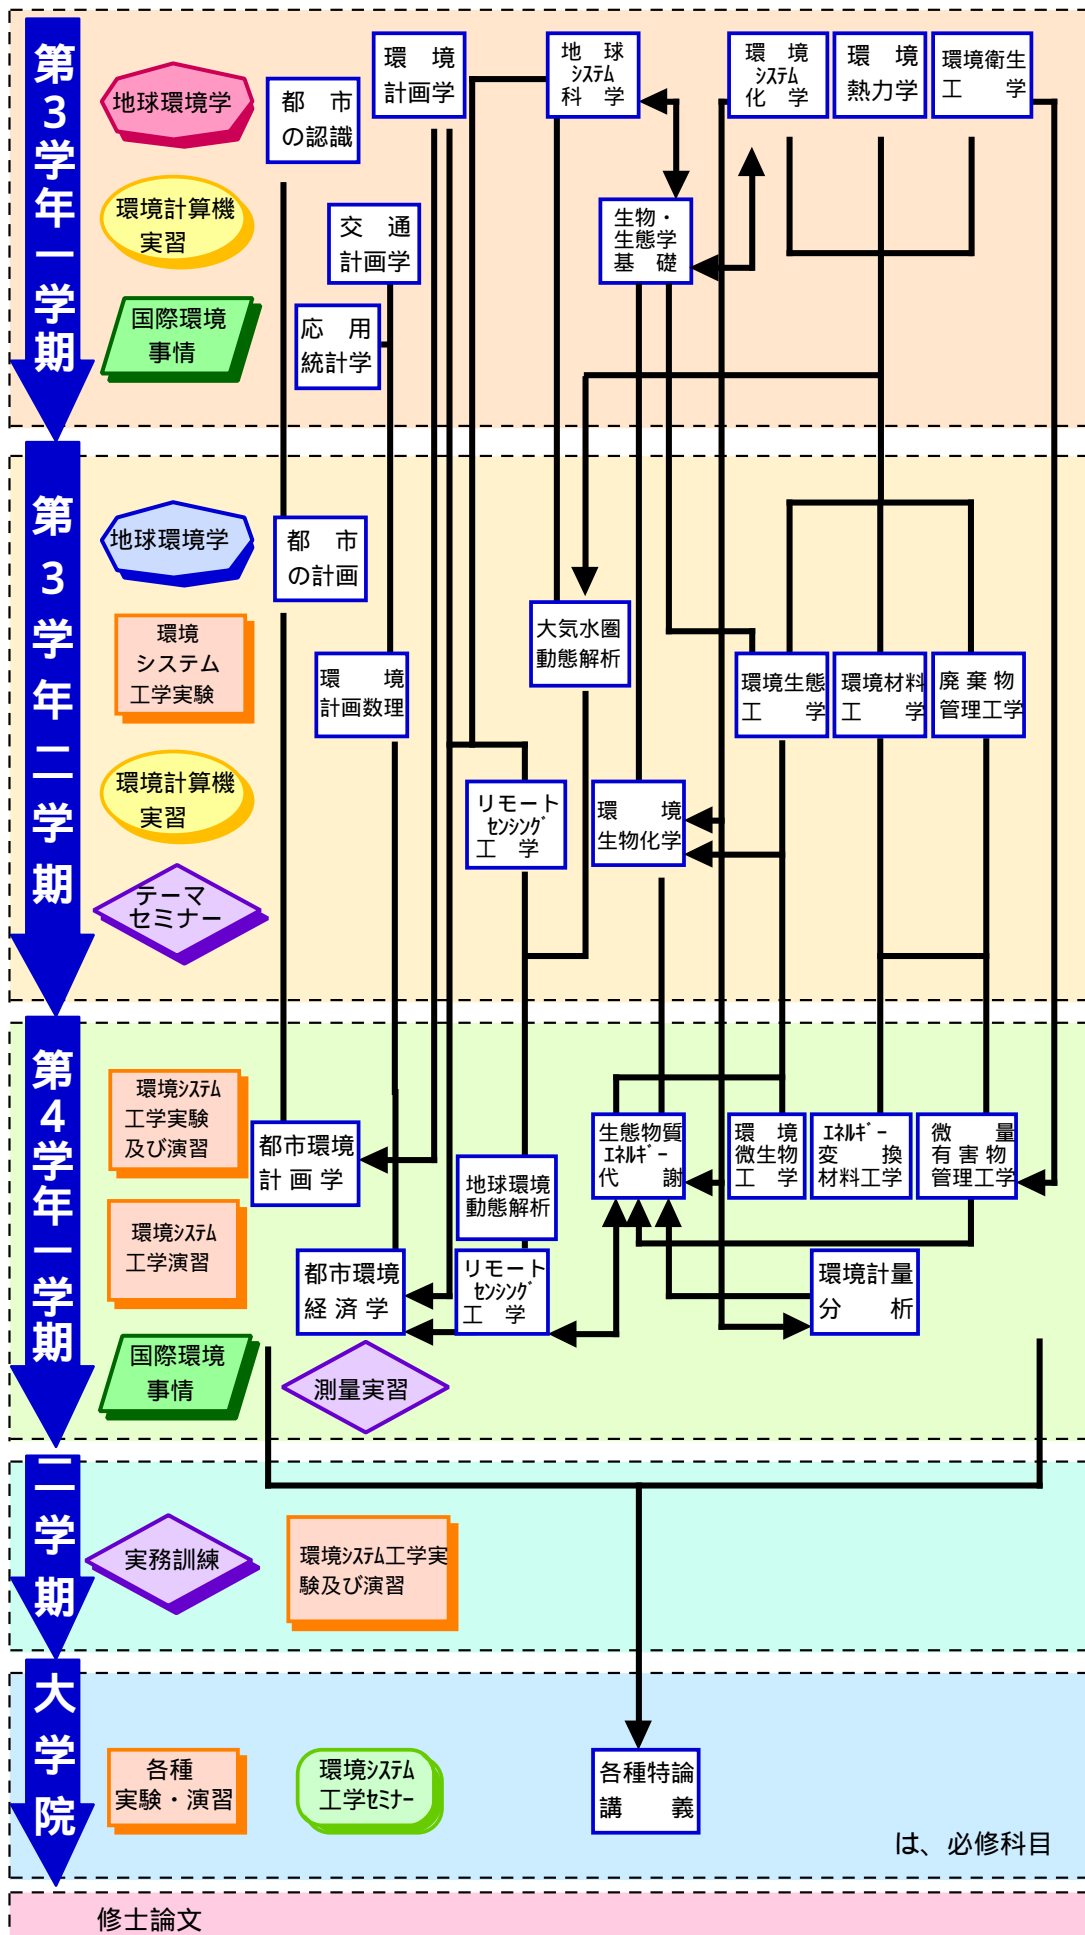 第3学年一学期
地球環境学
環境計算機
実習
国際環境
事情
都　市
の認識
環　境
計画学
交　通
計画学
応　用
統計学
地　球
システム
科　学
生物・
生態学
基　礎
環　境
システム
化　学
環　境
熱力学
環境衛生
工　　学
第3学年二学期
地球環境学
環境
システム
工学実験
環境計算機
実習
テーマ
セミナー
都　市
の計画
環　　境
計画数理
大気水圏
動態解析
リモート
センシング
工　学
環　　境
生物化学
環境生態
工　　学
環境材料
工　　学
廃 棄 物
管理工学
第4学年一学期
環境システム
工学実験
及び演習
環境システム
工学演習
国際環境
事情
都市環境
計 画 学
都市環境
経 済 学
測量実習
地球環境
動態解析
リモート
センシング
工　学
生態物質
エネルギー
代　　謝
環　境
微生物
工　学
エネルギー
変　　換
材料工学
微　　量
有 害 物
管理工学
環境計量
分　　析
二学期
実務訓練
環境システム工学実
験及び演習
大学院
各種
実験・演習
環境システム
工学セミナー
各種特論
講　　義
は、必修科目
修士論文